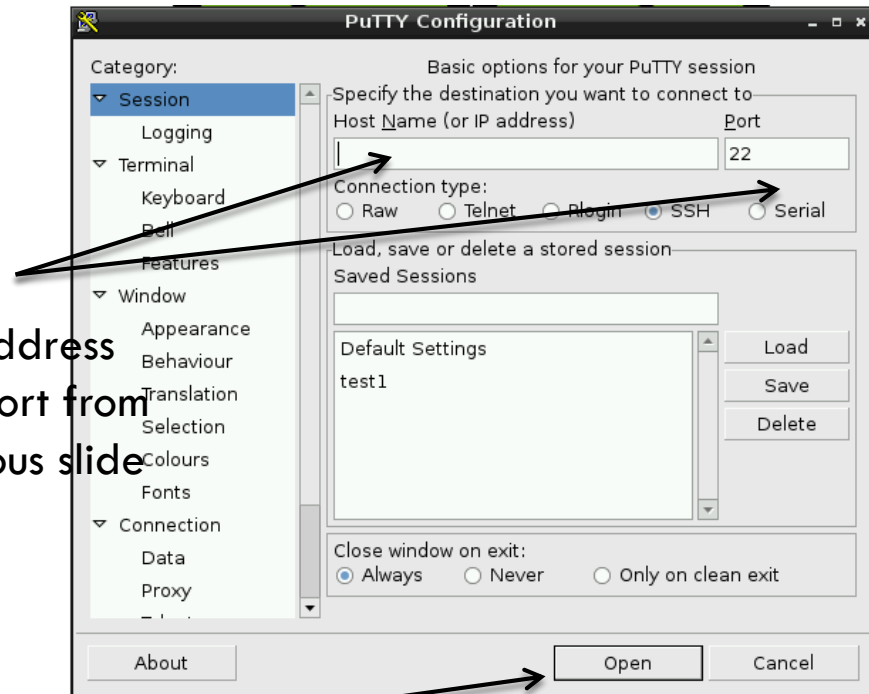 PuTTY Configuration
Category:
Session
Logging
Terminal
Keyboard
Bell
Features
Window
Appearance
Behaviour
Translation
Selection
Colours
Fonts
Connection
Data
Proxy
Basic options for your PuTTY session
Specify the destination you want to connect to
Host Name (or IP address)
Port
22
Connection type:
Raw Telnet Rlogin SSH Serial
Load, save or delete a stored session
Saved Sessions
Default Settings
test1
Load
Save
Delete
Close window on exit:
Always Never Only on clean exit
About
Open
Cancel
ddress
ort from
ous slide